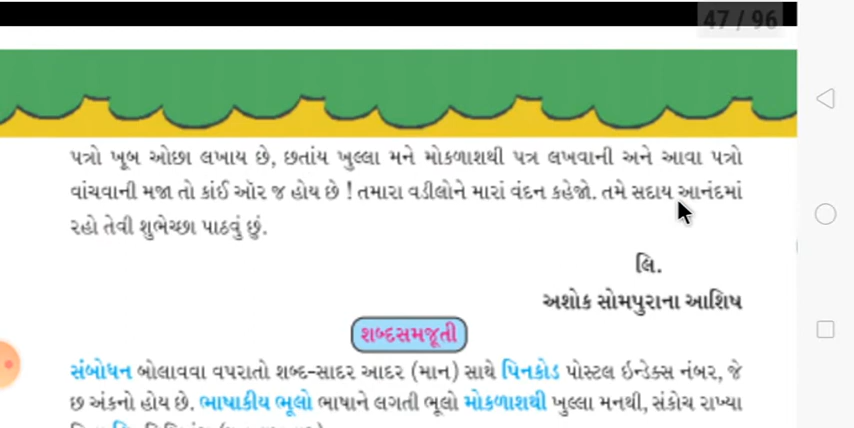 47 / 96
પત્રો ખૂબ ઓછા લખાય છે, છતાંય ખુલ્લા મને મોકળાશથી પત્ર લખવાની અને આવા પત્રો
વાંચવાની મજા તો કાંઈ ઑર જ હોય છે ! તમારા વડીલોને મારાં વંદન કહેજો. તમે સદાય આનંદમાં
રહો તેવી શુભેચ્છા પાઠવું છું.
લિ.
અશોક સોમપુરાના આશિષ
શબ્દસમજૂતી
સંબોધન બોલાવવા વપરાતો શબ્દ-સાદર આદર (માન) સાથે પિનકોડ પોસ્ટલ ઇન્ડેક્સ નંબર, જે
છ અંકનો હોય છે. ભાષાકીય ભૂલો ભાષાને લગતી ભૂલો મોકળાશથી ખુલ્લા મનથી, સંકોચ રાખ્યા